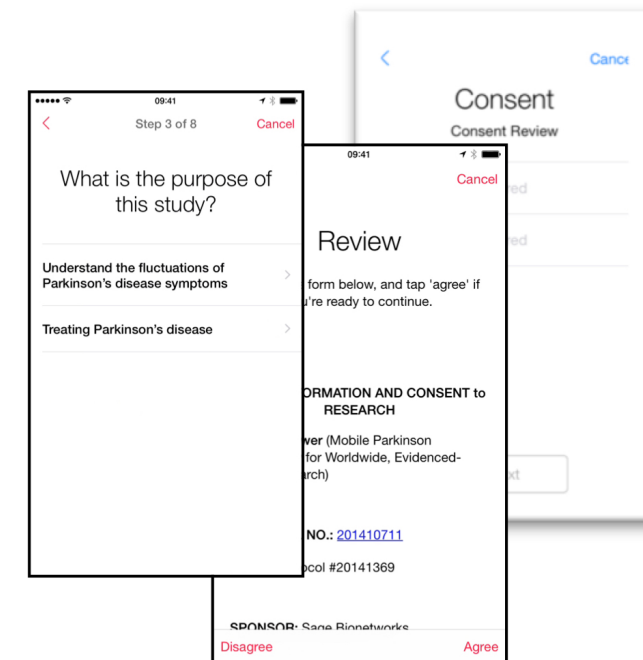 09:41
Step 3 of 8
Cancel
What is the purpose of
this study?
Understand the fluctuations of
Parkinson's disease symptoms
Treating Parkinson's disease
09:41
Cancel
Review
form below, and tap 'agree' if
're ready to continue.
ORMATION AND CONSENT to
RESEARCH
wer (Mobile Parkinson
for Worldwide, Evidenced-
arch)
NO.: 201410711
ocol #20141369
SPONSOR: Sage Bionetworks
Disagree
Agree
Cance
Consent
Consent Review
red
red
xt